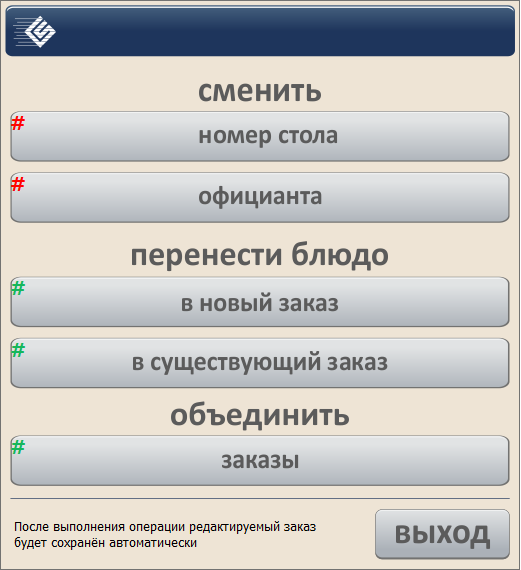 сменить
#
номер стола
#
официанта
перенести блюдо
#
в новый заказ
#
в существующий заказ
объединить
#
заказы
После выполнения операции редактируемый заказ
будет сохранён автоматически
выход